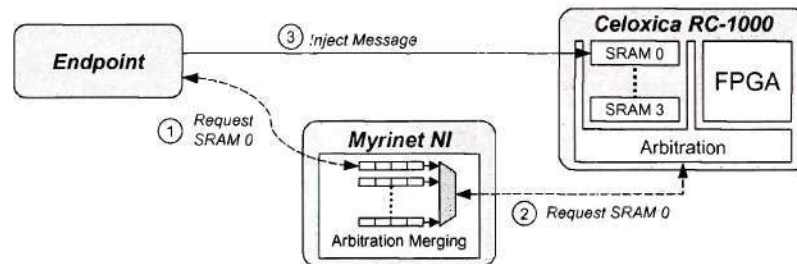 Celoxica RC-1000
3 Inject Message
Endpoint
SRAM 0
FPGA
1 Request
SRAM 0
SRAM 3
Myrinet NI
Arbitration
2 Request SRAM 0
Arbitration Merging